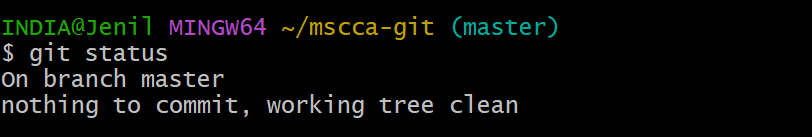 INDIA@Jenil MINGW64 ~/mscca-git (master)
$ git status
On branch master
nothing to commit, working tree clean